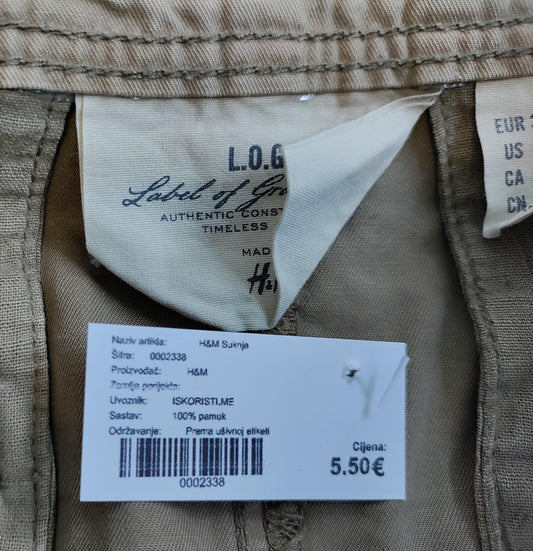 L.O.G
Label of Gra
AUTHENTIC CONST
TIMELESS
MAD
H&
EUR
US
CA
CN-
Naziv artikla: H&M Suknja
Šifra: 0002338
Proizvođač: H&M
Zemlja porijekla:
Uvoznik: ISKORISTI.ME
Sastav: 100% pamuk
Održavanje: Prema ušivnoj etiketi
0002338
Cijena:
5.50€